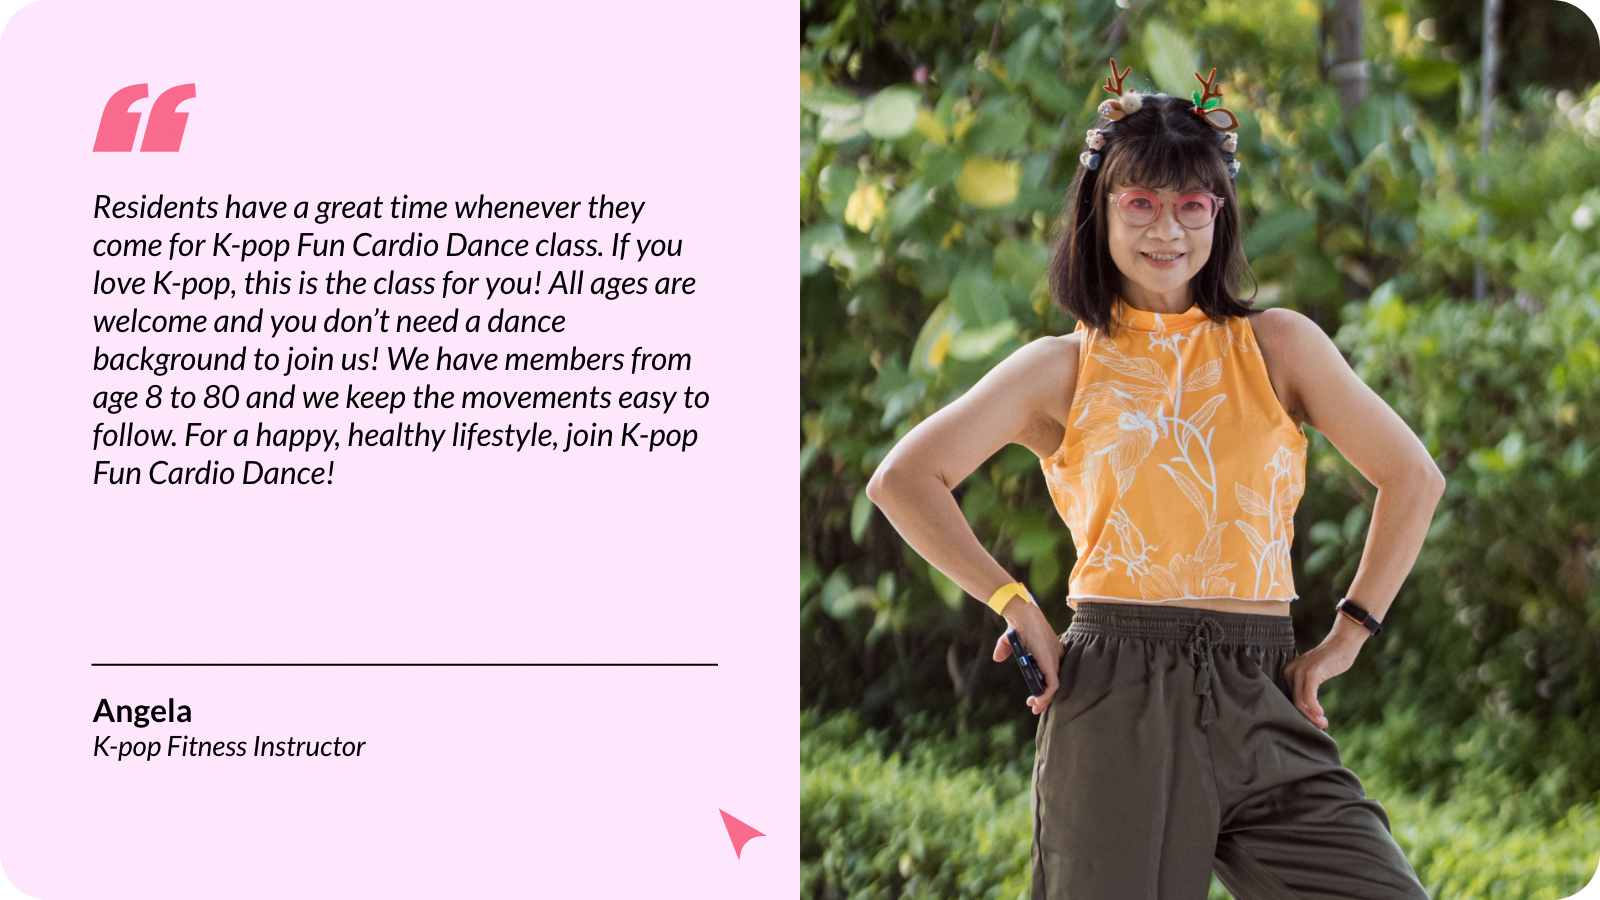 Residents have a great time whenever they
come for K-pop Fun Cardio Dance class. If you
love K-pop, this is the class for you! All ages are
welcome and you don’t need a dance
background to join us! We have members from
age 8 to 80 and we keep the movements easy to
follow. For a happy, healthy lifestyle, join K-pop
Fun Cardio Dance!
Angela
K-pop Fitness Instructor